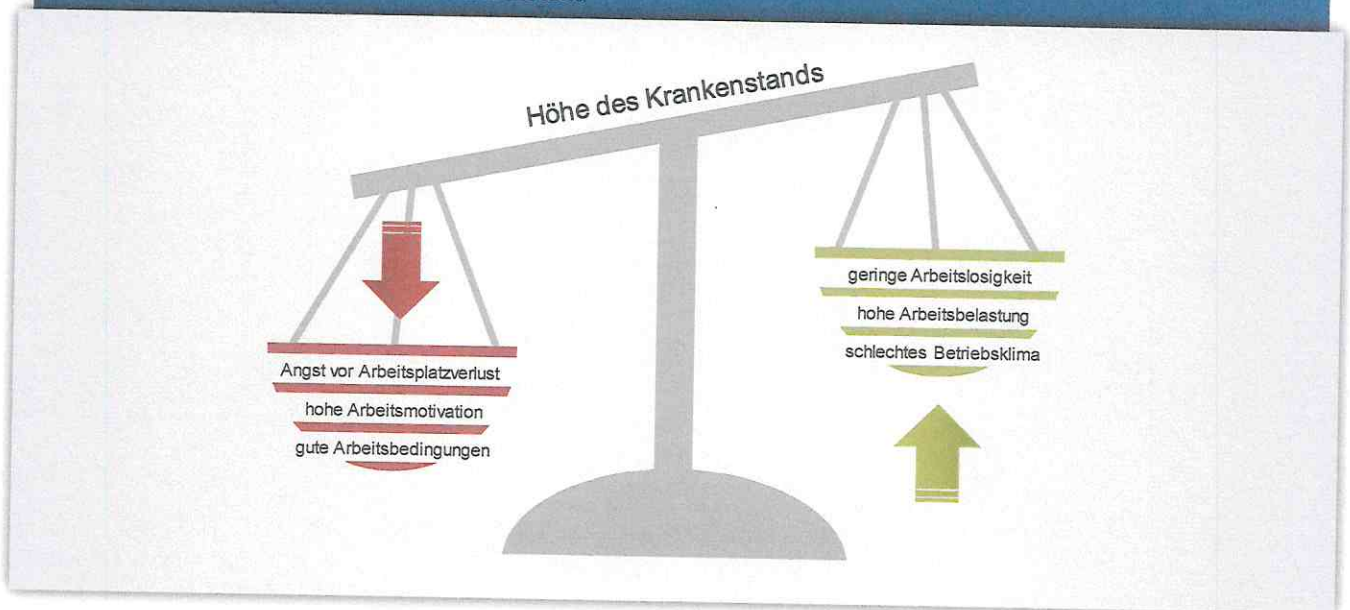 Höhe des Krankenstands
Angst vor Arbeitsplatzverlust
hohe Arbeitsmotivation
gute Arbeitsbedingungen
geringe Arbeitslosigkeit
hohe Arbeitsbelastung
schlechtes Betriebsklima